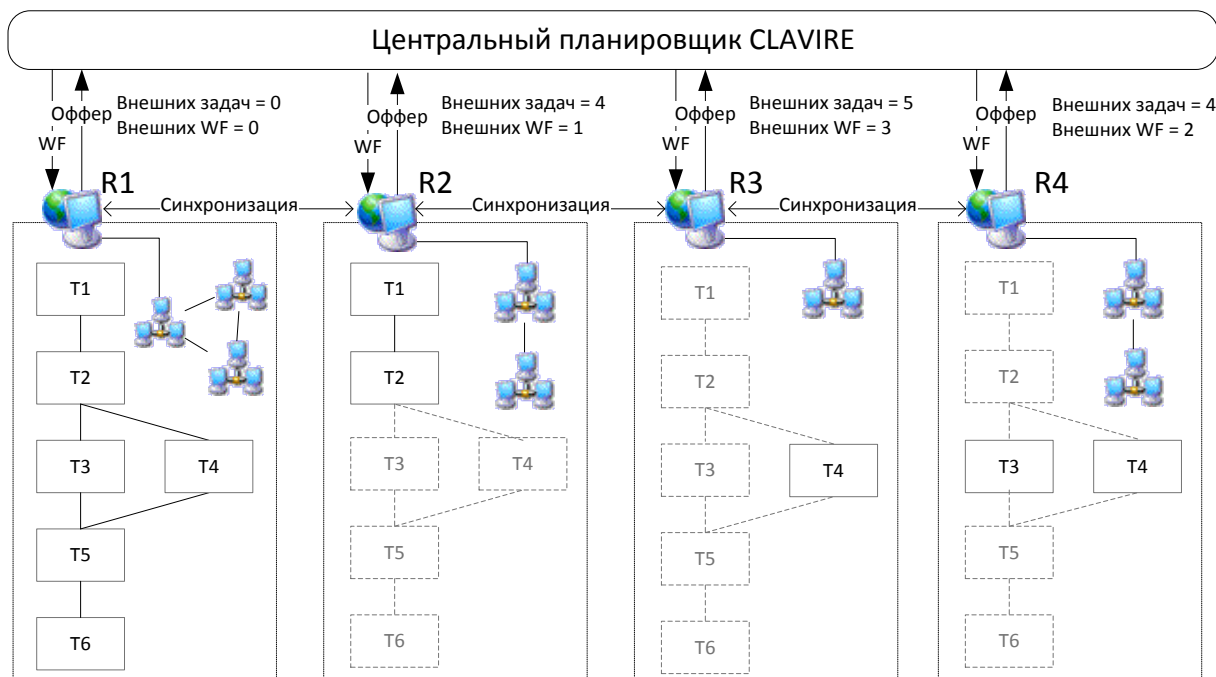 Центральный планировщик CLAVIRE
WF
Оффер
Внешних задач = 0
Внешних WF = 0
WF
Оффер
Внешних задач = 4
Внешних WF = 1
WF
Оффер
Внешних задач = 5
Внешних WF = 3
WF
Оффер
Внешних задач = 4
Внешних WF = 2
R1
Синхронизация
R2
Синхронизация
R3
Синхронизация
R4
T1
T2
T3
T4
T5
T6
T1
T2
T3
T4
T5
T6
T1
T2
T3
T4
T5
T6
T1
T2
T3
T4
T5
T6